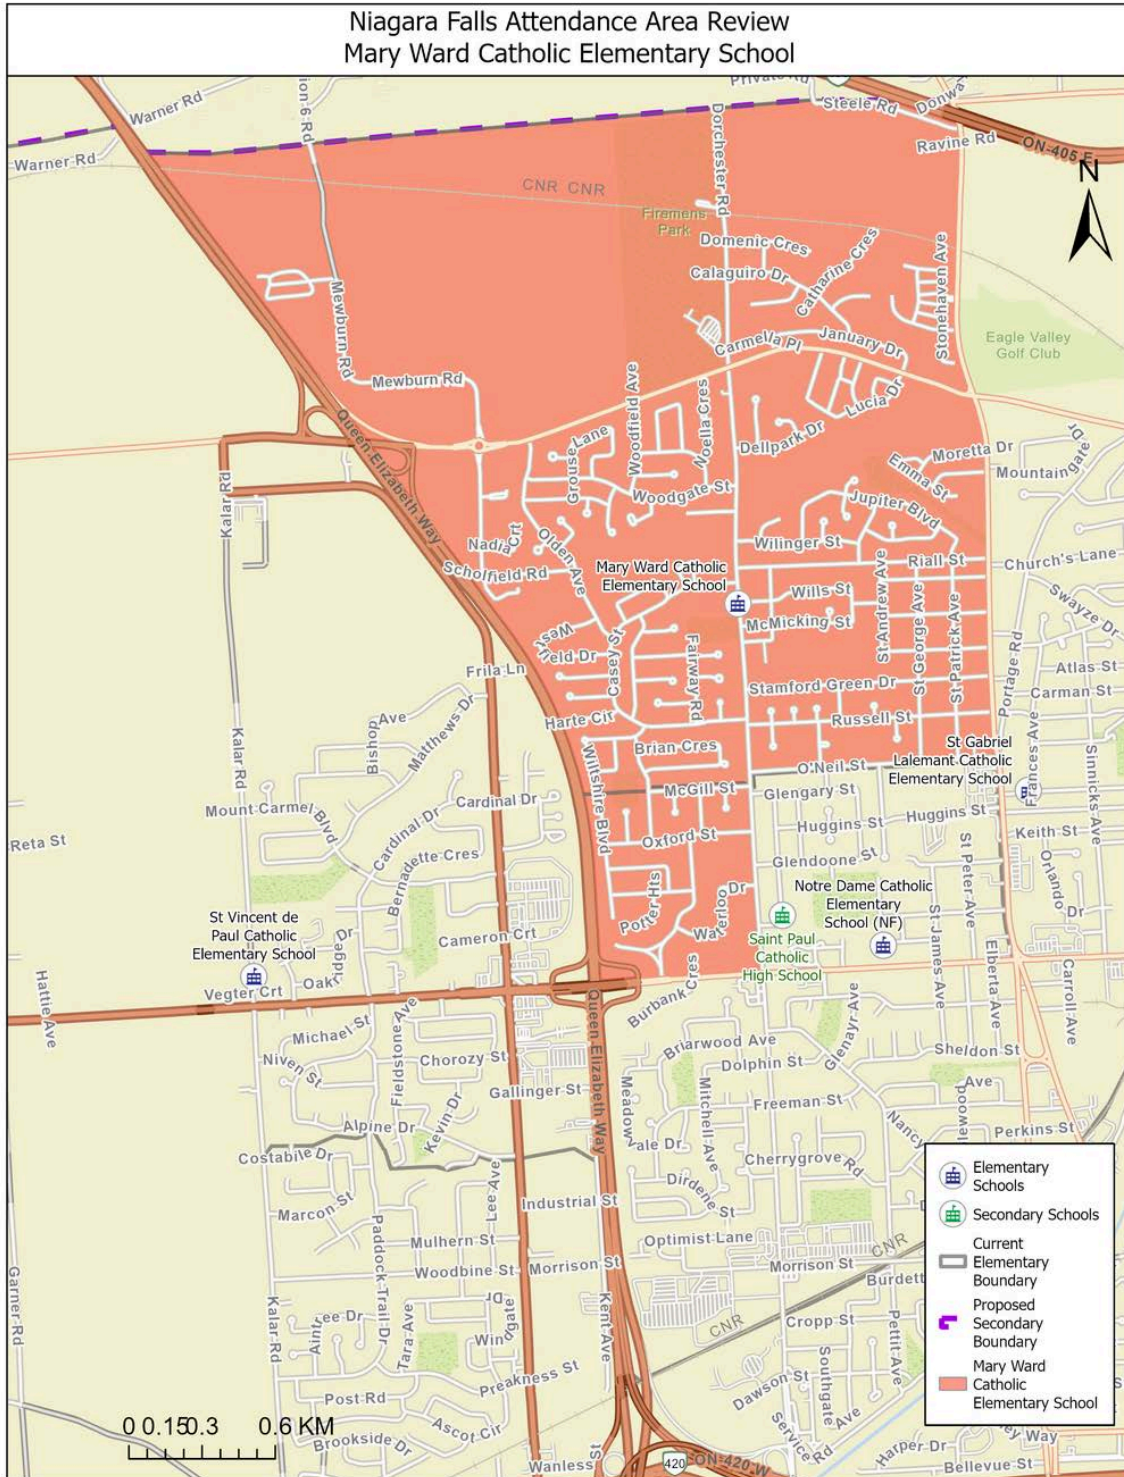 Niagara Falls Attendance Area Review
Mary Ward Catholic Elementary School
Warner Rd
Warner Rd
ion 6 Rd
Private Rd
Steele Rd
Donwa
Ravine Rd
ON-405 E
N
CNR CNR
Dorchester Rd
Firemens
Park
Domenic Cres
Calaguiro Dr
Catharine Cres
Stonehaven Ave
Eagle Valley
Golf Club
Mewburn Rd
Mewburn Rd
Carmella Pl
January Dr
Lucia Dr
Queen Elizabeth Way
Kalar Rd
Grouse Lane
Woodfield Ave
Noella Cres
Dellpark Dr
Moretta Dr
Emma St
Mountaingate Dr
Woodgate St
Jupiter Blvd
Nadia Crt
Olden Ave
Wilinger St
Scholfield Rd
Riall St
Church's Lane
Mary Ward Catholic
Elementary School
Wills St
McMicking St
St Andrew Ave
St George Ave
St Patrick Ave
Swayze Dr
Portage Rd
Westfield Dr
Casey St
Fairway Rd
Frila Ln
Stamford Green Dr
Atlas St
Carman St
Harte Cir
Russell St
Bishop Ave
Matthews Dr
Kalar Rd
Wiltshire Blvd
Brian Cres
O'Neil St
St Gabriel
Lalemant Catholic
Elementary School
Frances Ave
Sinnicks Ave
McGill St
Glengary St
Mount Carmel Blvd
Cardinal Dr
Cardinal Dr
Huggins St
Huggins St
Keith St
Reta St
Oxford St
Bernadette Cres
Glendoone St
St Peter Ave
Orlando Dr
Potter Hts
Waterloo Dr
Notre Dame Catholic
Elementary
School (NF)
St Vincent de
Paul Catholic
Elementary School
Cameron Crt
Saint Paul
Catholic
High School
St James Ave
Elberta Ave
Carroll Ave
Oakridge Dr
Vegter Crt
Hattie Ave
Burbank Cres
Queen Elizabeth Way
Michael St
Fieldstone Ave
Niven St
Chorozy St
Gallinger St
Briarwood Ave
Dolphin St
Glenayr Ave
Sheldon St
Meadowvale Dr
Mitchell Ave
Freeman St
Ave
lewood
Nancy
Perkins St
Alpine Dr
Kevin Dr
Costabile Dr
Cherrygrove Rd
Dirdene St
Marcon St
Lee Ave
Industrial St
Paddock Trail Dr
Mulhern St
Optimist Lane
CNR
Woodbine St
Morrison St
Morrison St
Burdett
Garner Rd
Kalar Rd
Aintree Dr
Tara Ave
Windgate Dr
Kent Ave
CNR
Cropp St
Pettit Ave
Southgate Ave
Preakness St
Post Rd
Dawson St
Ascot Cir
Brookside Dr
Service Rd
Harper Dr
ey Way
Wanless St
420
ON-420 W
Bellevue St
Elementary
Schools
Secondary Schools
Current
Elementary
Boundary
Proposed
Secondary
Boundary
Mary Ward
Catholic
Elementary School
0 0.15 0.3 0.6 KM